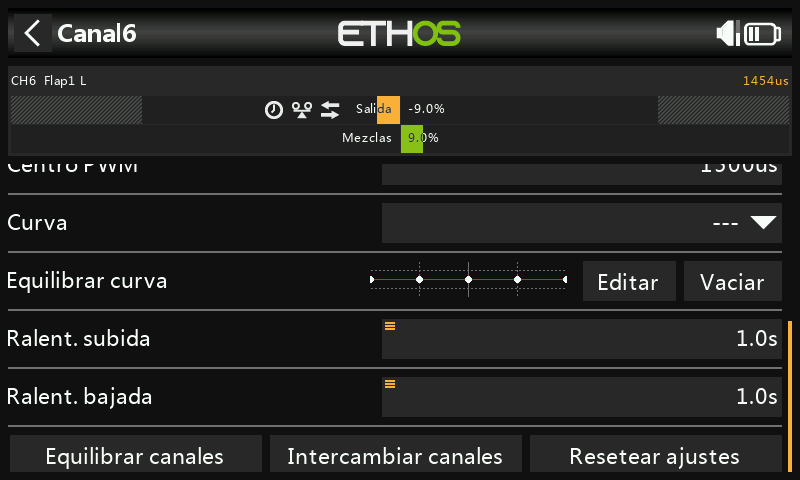 Canal6
ETHOS
CH6 Flap1 L 1454us
Salida -9.0%
Mezclas 9.0%
Centro PWM 1500us
Curva ---
Equilibrar curva Editar Vaciar
Ralent. subida 1.0s
Ralent. bajada 1.0s
Equilibrar canales Intercambiar canales Resetear ajustes